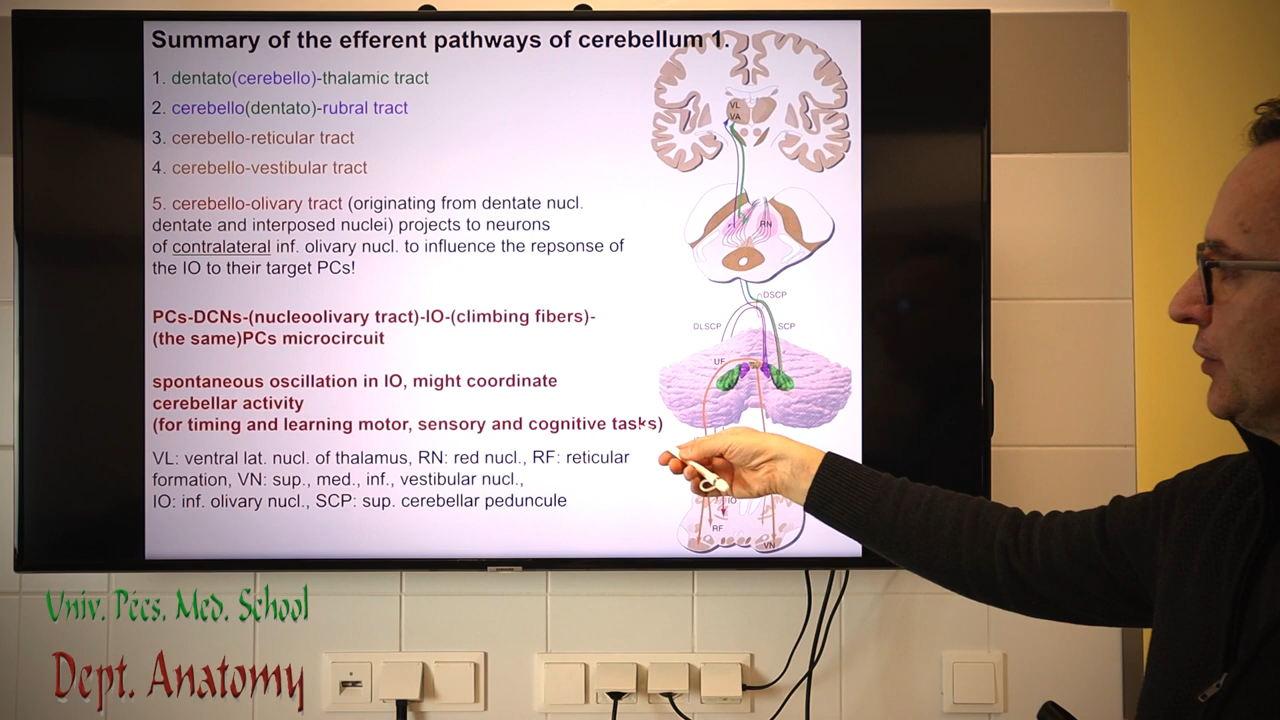 Summary of the efferent pathways of cerebellum 1.
1. dentato(cerebello)-thalamic tract
2. cerebello(dentato)-rubral tract
3. cerebello-reticular tract
4. cerebello-vestibular tract
5. cerebello-olivary tract (originating from dentate nucl.
dentate and interposed nuclei) projects to neurons
of contralateral inf. olivary nucl. to influence the repsonse of
the IO to their target PCs!
PCs-DCNs-(nucleoolivary tract)-IO-(climbing fibers)-
(the same)PCs microcircuit
spontaneous oscillation in IO, might coordinate
cerebellar activity
(for timing and learning motor, sensory and cognitive tasks)
VL: ventral lat. nucl. of thalamus, RN: red nucl., RF: reticular
formation, VN: sup., med., inf., vestibular nucl.,
IO: inf. olivary nucl., SCP: sup. cerebellar peduncule
VL
VA
RN
DSCP
DLSCP
SCP
UF
IO
RF
VN
Univ. Pécs. Med. School
Dept. Anatomy